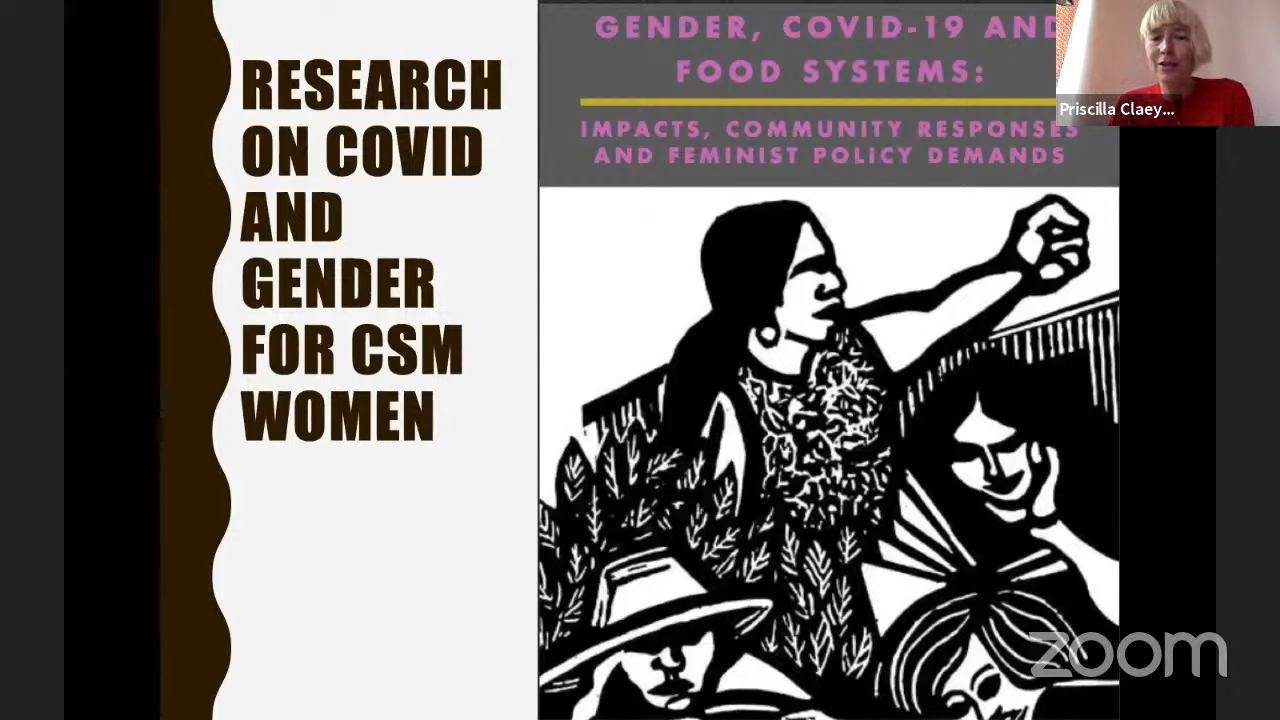 RESEARCH
ON COVID
AND
GENDER
FOR CSM
WOMEN
GENDER, COVID-19 AND
FOOD SYSTEMS:
IMPACTS, COMMUNITY RESPONSES
AND FEMINIST POLICY DEMANDS
Priscilla Claey...
zoom